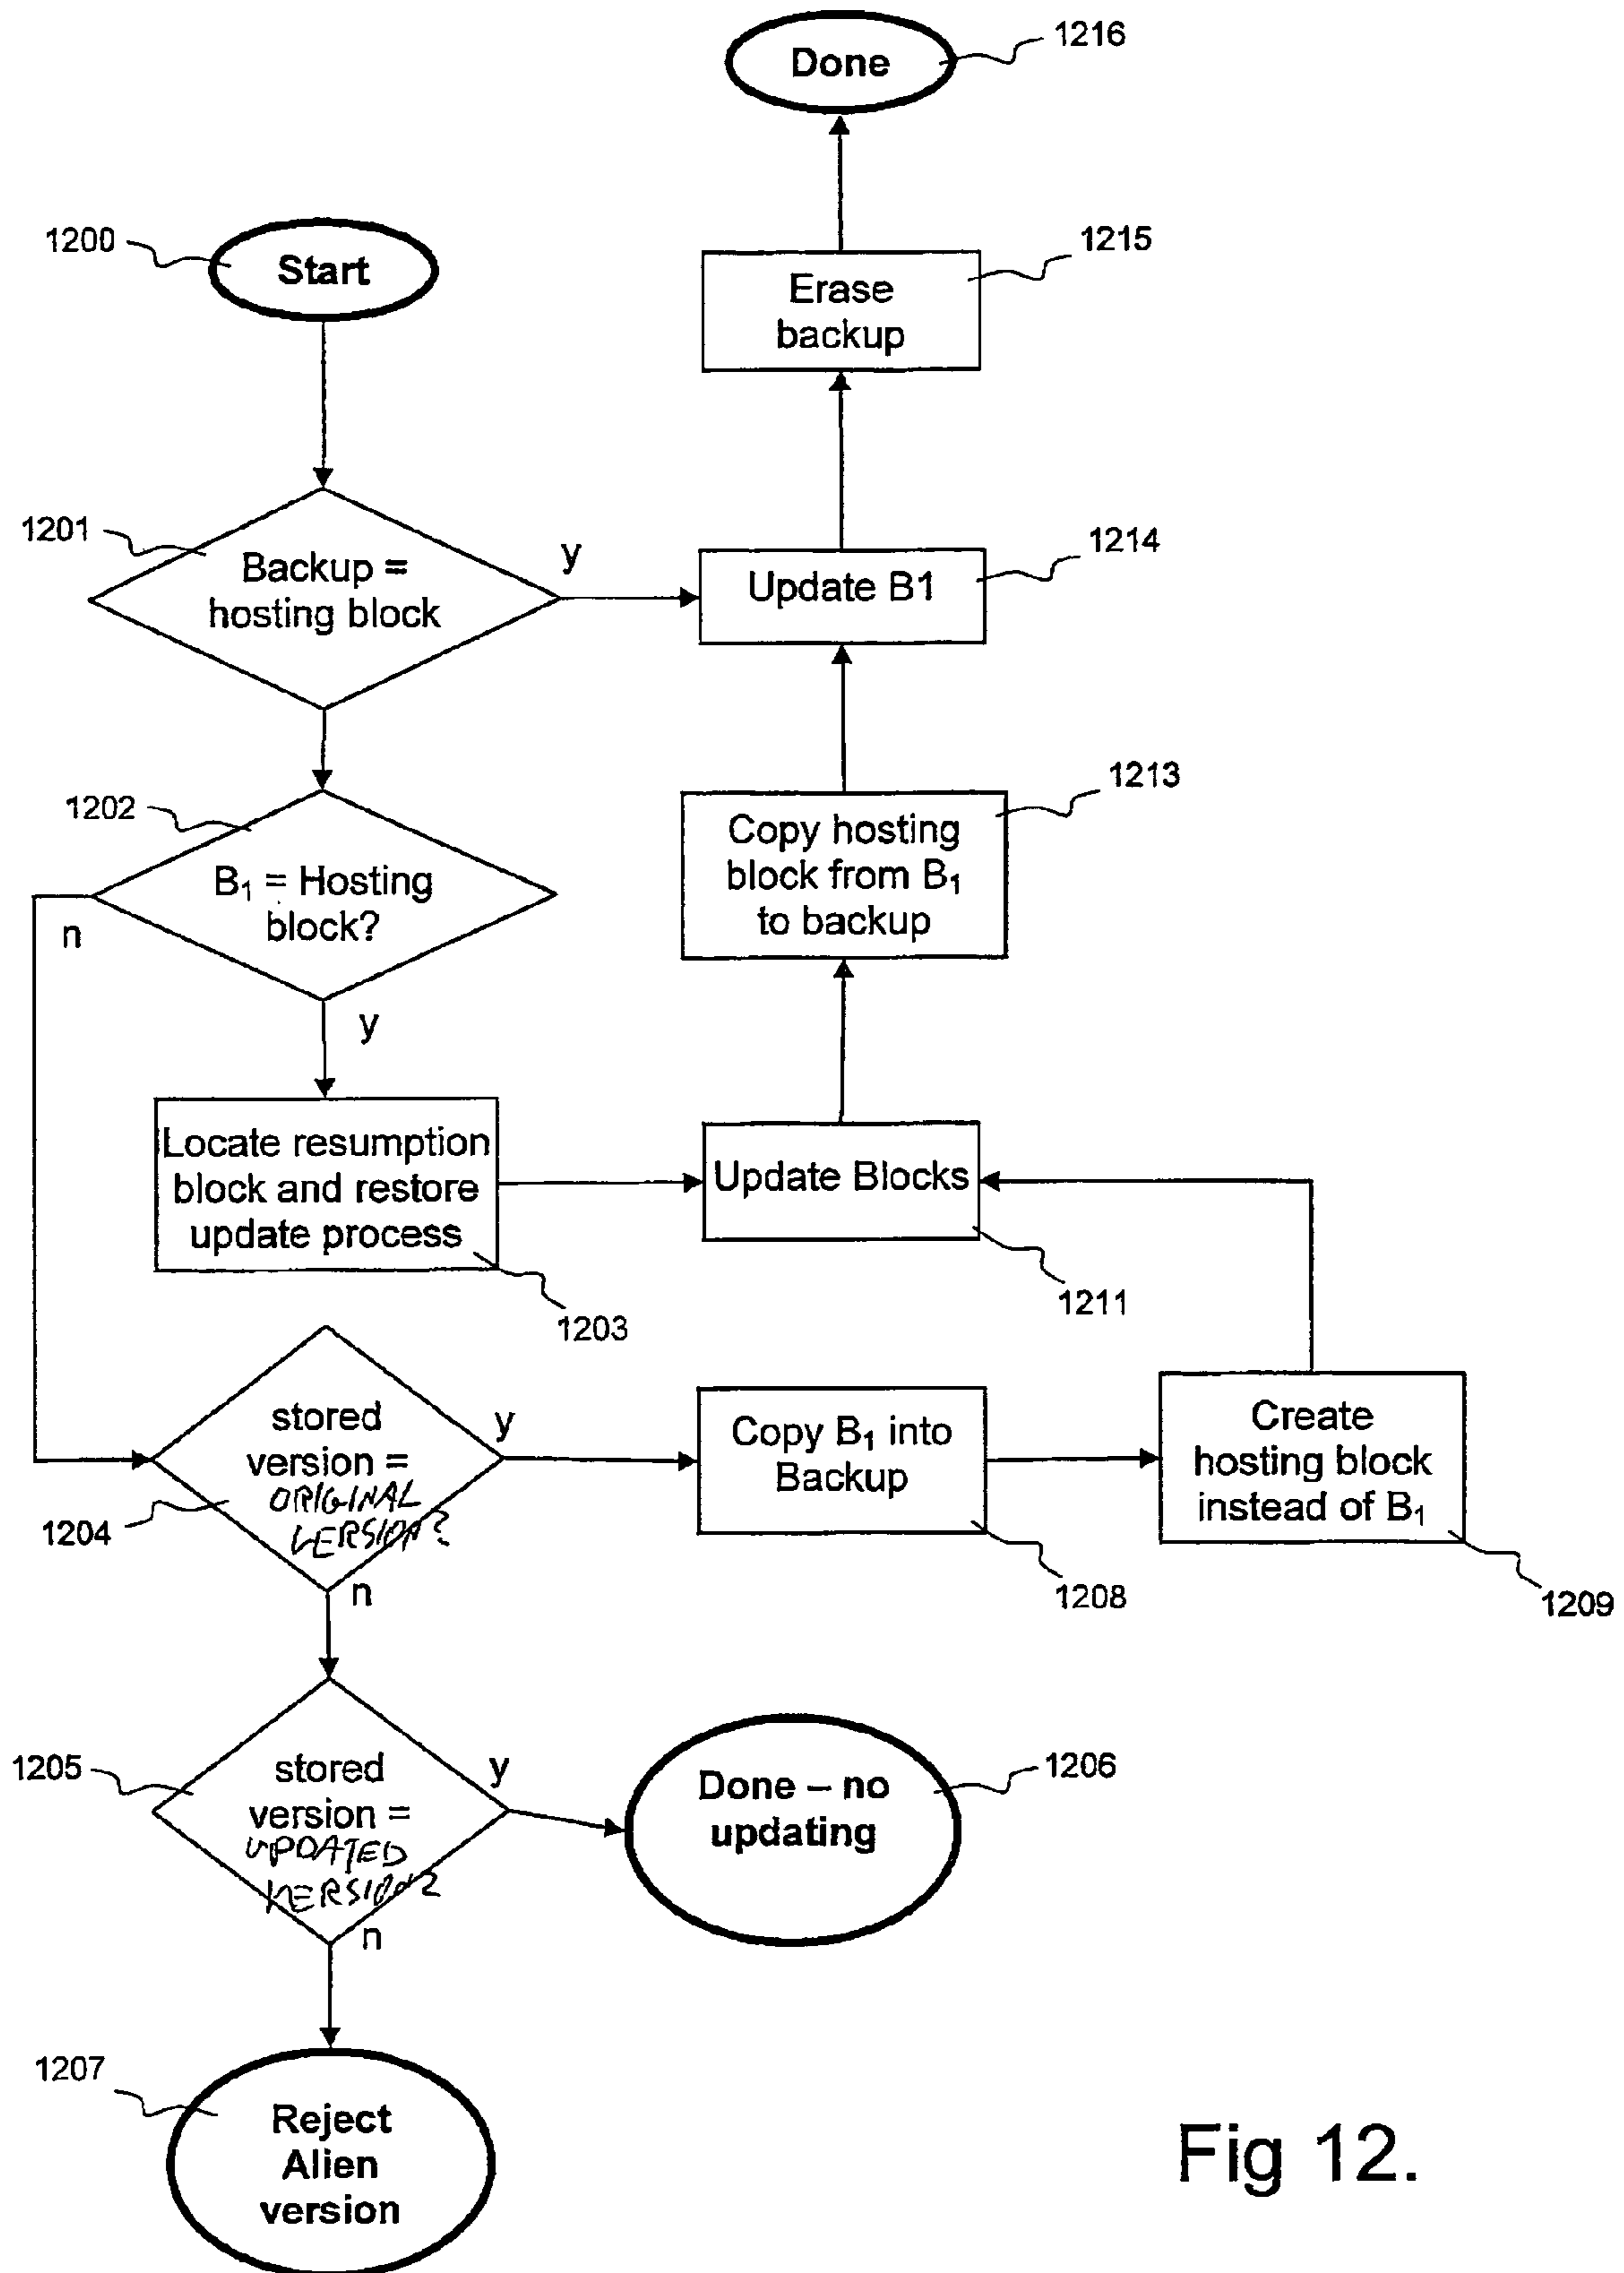 Done
1216
1200
Start
1215
Erase
backup
1201
Backup =
hosting block
y
1214
Update B1
1202
B₁ = Hosting
block?
n
y
1213
Copy hosting
block from B₁
to backup
Locate resumption
block and restore
update process
1203
Update Blocks
1211
stored
version =
ORIGINAL
VERSION?
1204
y
n
Copy B₁ into
Backup
1208
Create
hosting block
instead of B₁
1209
1205
stored
version =
UPDATED
VERSION?
y
n
Done – no
updating
1206
1207
Reject
Alien
version
Fig 12.